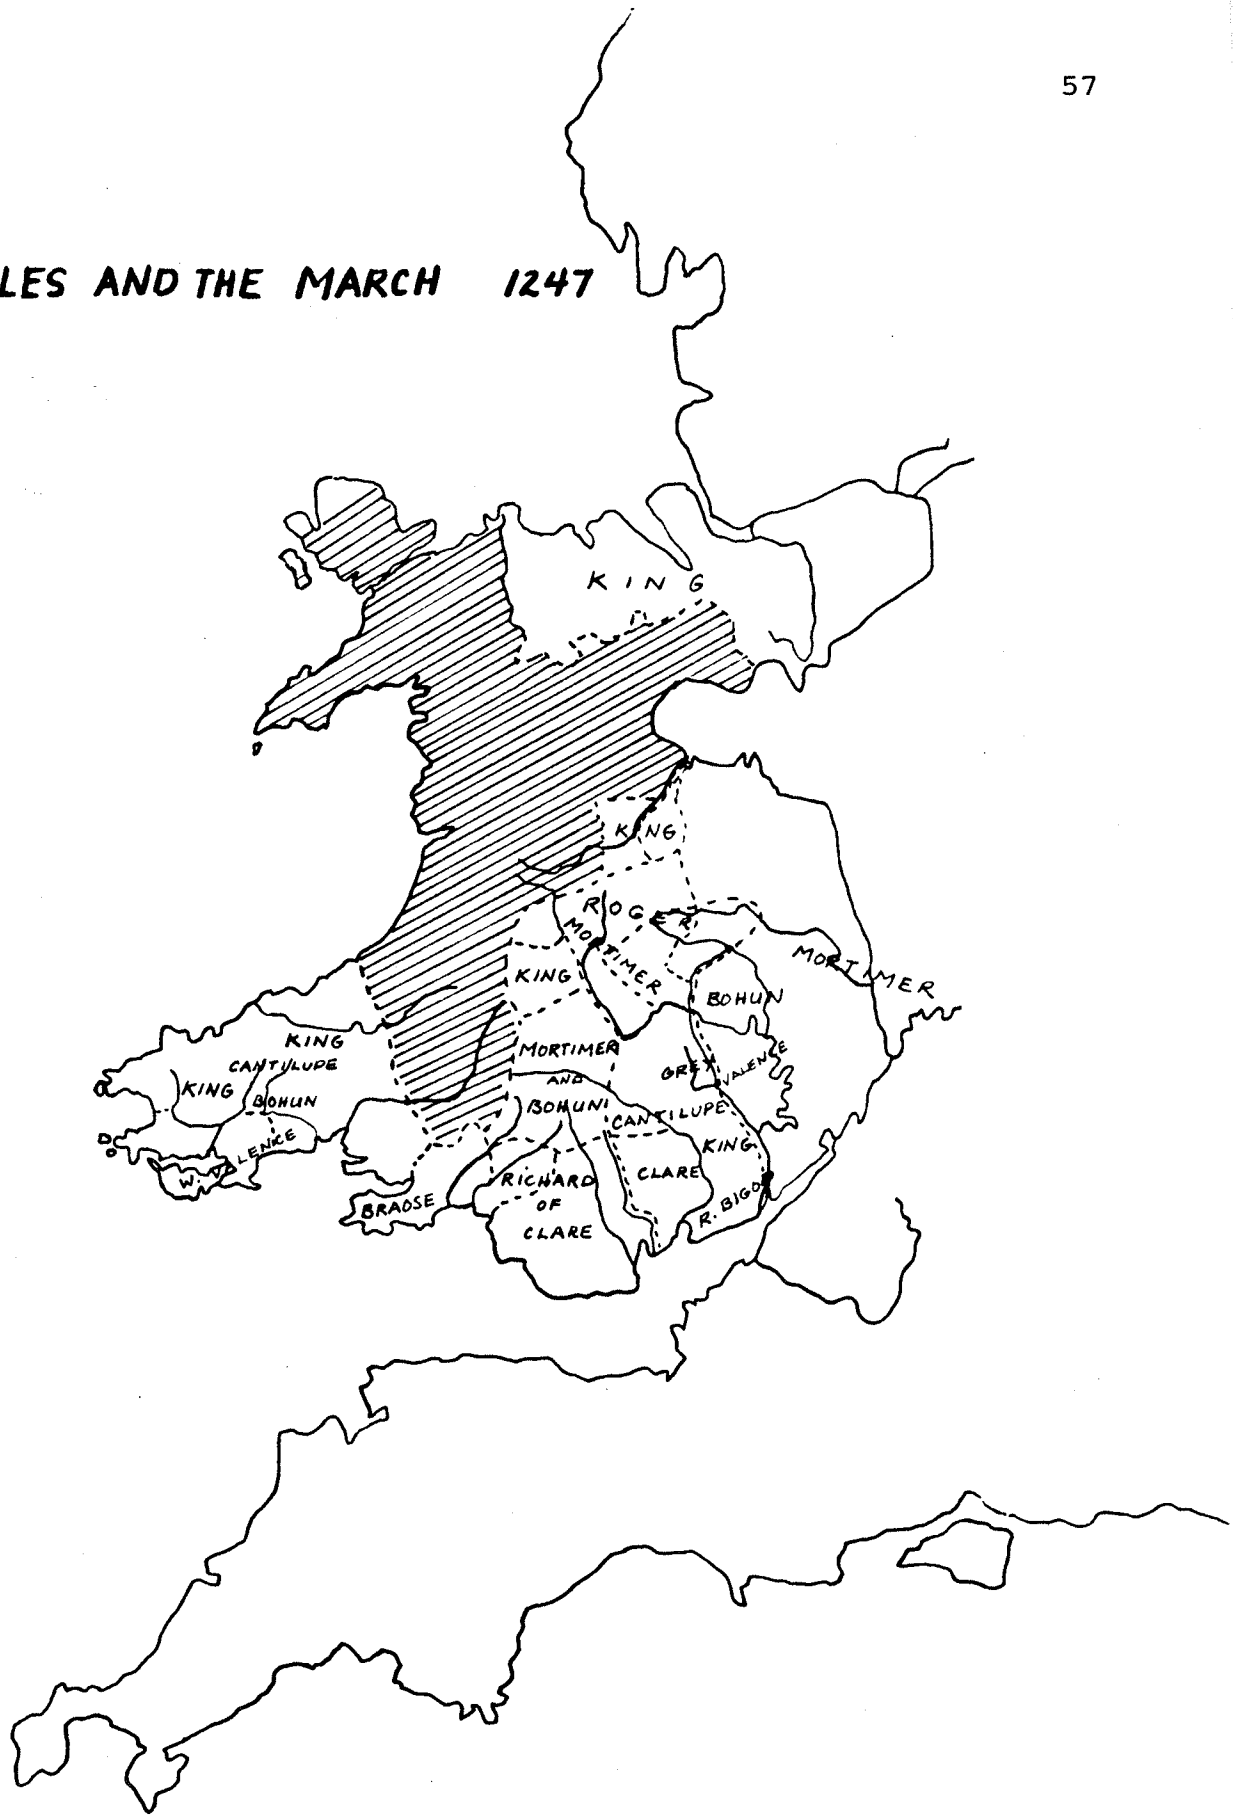 57
LES AND THE MARCH 1247
KING
KING
ROGER
MORTIMER
MORTIMER
KING
BOHUN
KING
CANTILUPE
KING
BOHUN
W. VALENCE
MORTIMER
AND
BOHUN
GREY
VALENCE
CANTILUPE
KING
CLARE
R. BIGOD
BRAOSE
RICHARD
OF
CLARE